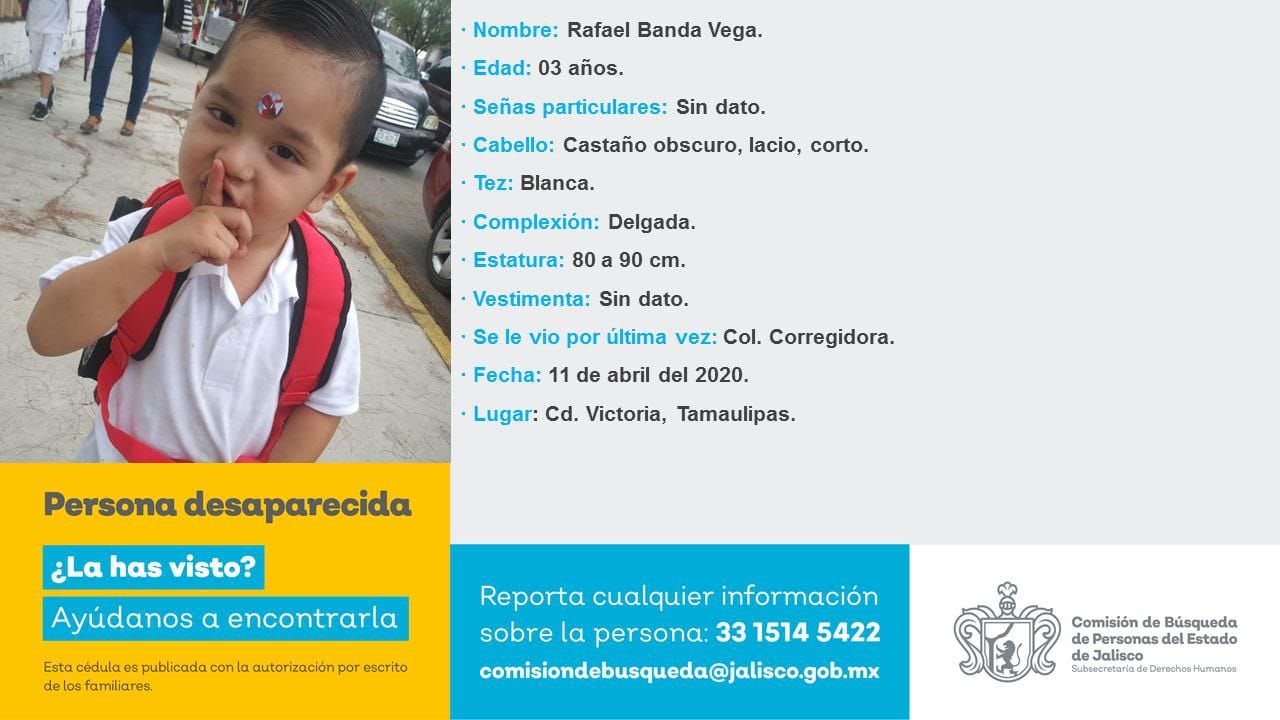 · Nombre: Rafael Banda Vega.
· Edad: 03 años.
· Señas particulares: Sin dato.
· Cabello: Castaño obscuro, lacio, corto.
· Tez: Blanca.
· Complexión: Delgada.
· Estatura: 80 a 90 cm.
· Vestimenta: Sin dato.
· Se le vio por última vez: Col. Corregidora.
· Fecha: 11 de abril del 2020.
· Lugar: Cd. Victoria, Tamaulipas.
Persona desaparecida
¿La has visto?
Ayúdanos a encontrarla
Esta cédula es publicada con la autorización por escrito
de los familiares.
Reporta cualquier información
sobre la persona: 33 1514 5422
comisiondebusqueda@jalisco.gob.mx
Comisión de Búsqueda
de Personas del Estado
de Jalisco
Subsecretaría de Derechos Humanos